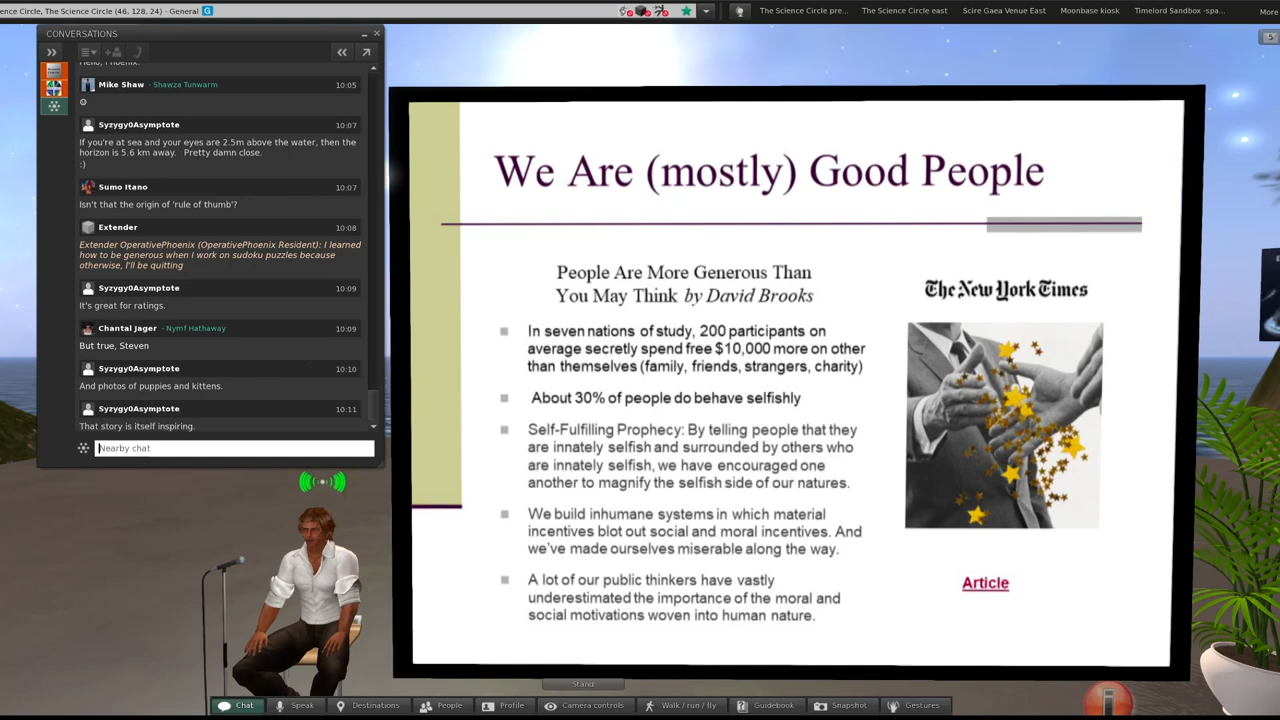 ence Circle, The Science Circle (46, 128, 24) - General
The Science Circle pre...
The Science Circle east
Scire Gaea Venue East
Moonbase kiosk
Timelord Sandbox -spa...
More
CONVERSATIONS
Hello, Phoenix.
Mike Shaw - Shawza Tunwarm 10:05
☺
Syzygy0Asymptote 10:07
If you're at sea and your eyes are 2.5m above the water, then the
horizon is 5.6 km away. Pretty damn close.
:)
Sumo Itano 10:07
Isn't that the origin of 'rule of thumb'?
Extender 10:08
Extender OperativePhoenix (OperativePhoenix Resident): I learned
how to be generous when I work on sudoku puzzles because
otherwise, I'll be quitting
Syzygy0Asymptote 10:09
It's great for ratings.
Chantal Jager - Nymf Hathaway 10:09
But true, Steven
Syzygy0Asymptote 10:10
And photos of puppies and kittens.
Syzygy0Asymptote 10:11
That story is itself inspiring.
Nearby chat
We Are (mostly) Good People
People Are More Generous Than
You May Think by David Brooks
The New York Times
In seven nations of study, 200 participants on
average secretly spend free $10,000 more on other
than themselves (family, friends, strangers, charity)
About 30% of people do behave selfishly
Self-Fulfilling Prophecy: By telling people that they
are innately selfish and surrounded by others who
are innately selfish, we have encouraged one
another to magnify the selfish side of our natures.
We build inhumane systems in which material
incentives blot out social and moral incentives. And
we've made ourselves miserable along the way.
A lot of our public thinkers have vastly
underestimated the importance of the moral and
social motivations woven into human nature.
Article
5
Stand
Chat
Speak
Destinations
People
Profile
Camera controls
Walk / run / fly
Guidebook
Snapshot
Gestures